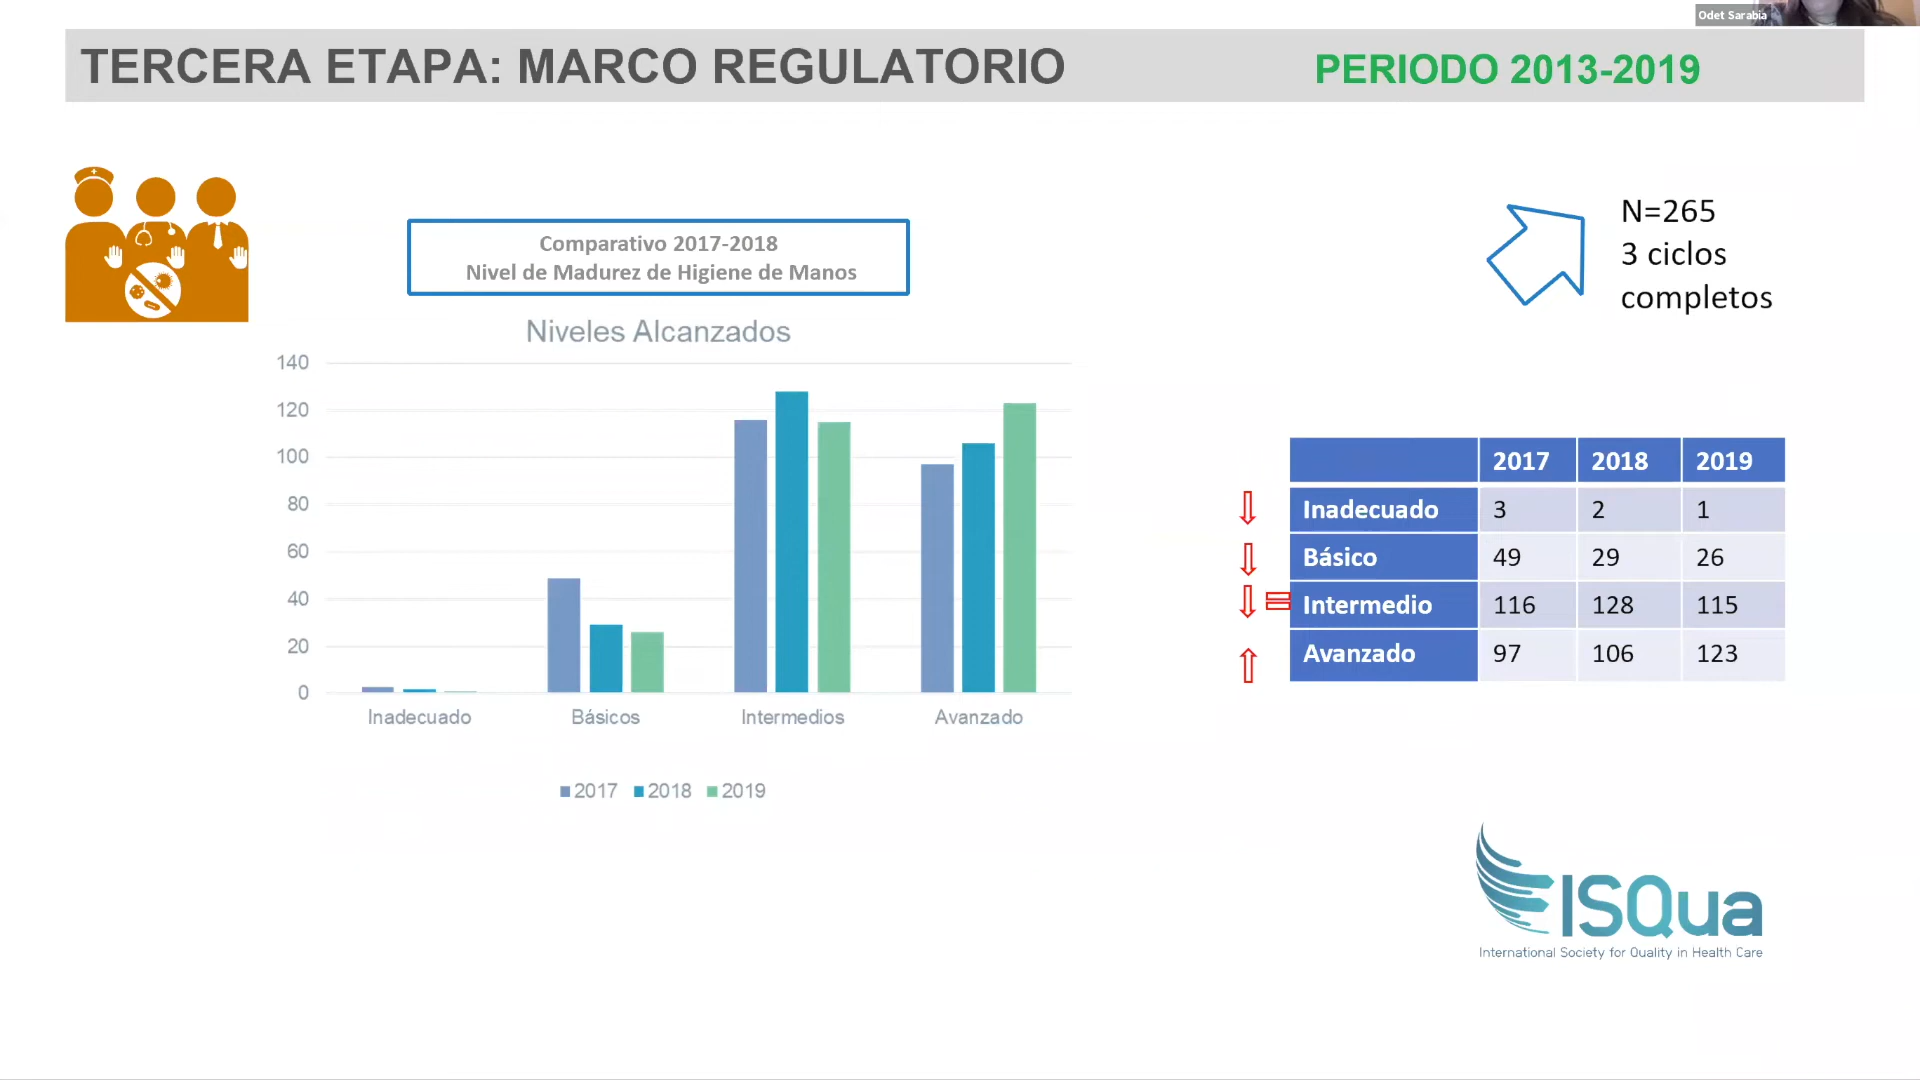 Odet Sarabia
TERCERA ETAPA: MARCO REGULATORIO
PERIODO 2013-2019
N=265
3 ciclos
completos
Comparativo 2017-2018
Nivel de Madurez de Higiene de Manos
Niveles Alcanzados
140
120
100
80
60
40
20
0
Inadecuado Básicos Intermedios Avanzado
2017 2018 2019
2017 2018 2019
Inadecuado 3 2 1
Básico 49 29 26
Intermedio 116 128 115
Avanzado 97 106 123
ISQua
International Society for Quality in Health Care